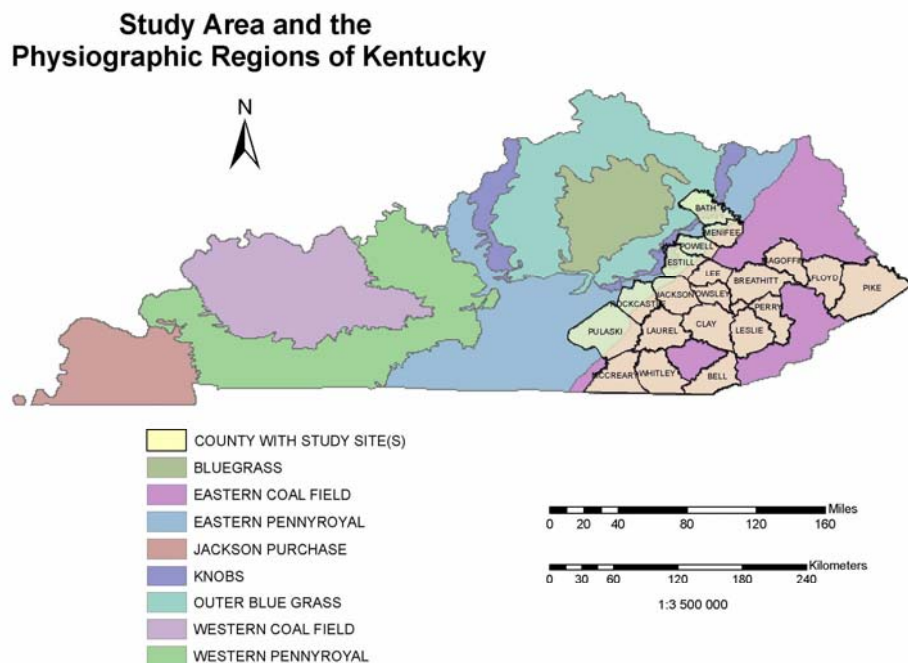 Study Area and the
Physiographic Regions of Kentucky
N
BATH
MENIFEE
POWELL
ESTILL
LEE
MAGOFFIN
FLOYD
PIKE
BREATHITT
ROCKCASTLE
JACKSON
OWSLEY
PERRY
PULASKI
LAUREL
CLAY
LESLIE
MCCREARY
WHITLEY
BELL
COUNTY WITH STUDY SITE(S)
BLUEGRASS
EASTERN COAL FIELD
EASTERN PENNYROYAL
JACKSON PURCHASE
KNOBS
OUTER BLUE GRASS
WESTERN COAL FIELD
WESTERN PENNYROYAL
Miles
0 20 40 80 120 160
Kilometers
0 30 60 120 180 240
1:3 500 000